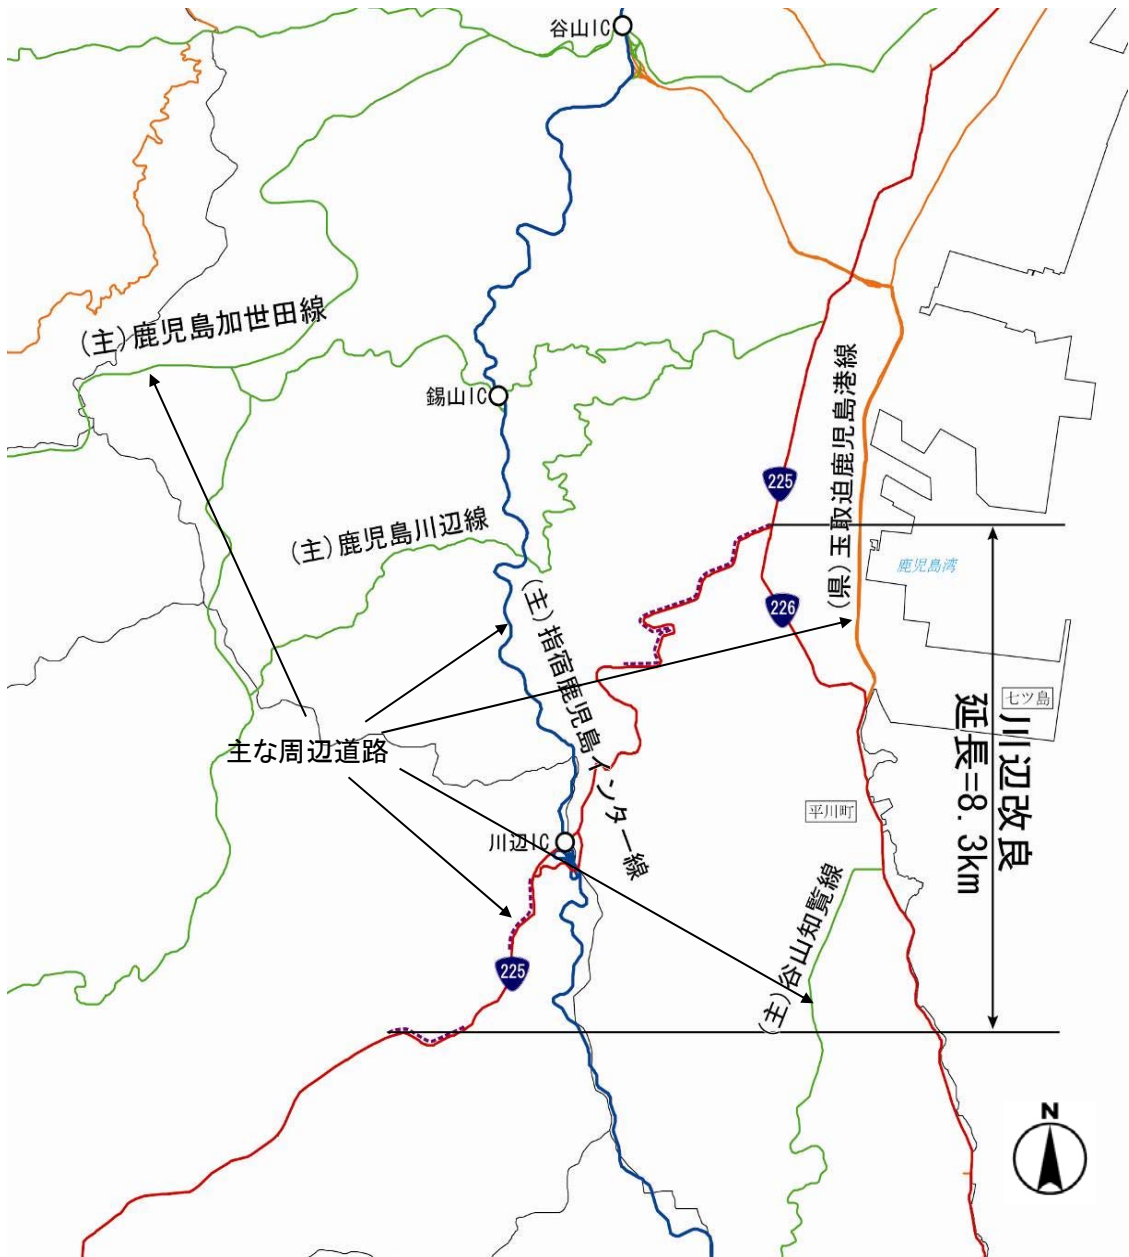 谷山IC
(主)鹿児島加世田線
錫山IC
(主)鹿児島川辺線
225
(県)玉取迫鹿児島港線
鹿児島湾
226
(主)指宿鹿児島インター線
七ツ島
主な周辺道路
川辺改良
延長=8.3km
平川町
川辺IC
(主)谷山知覧線
225
N